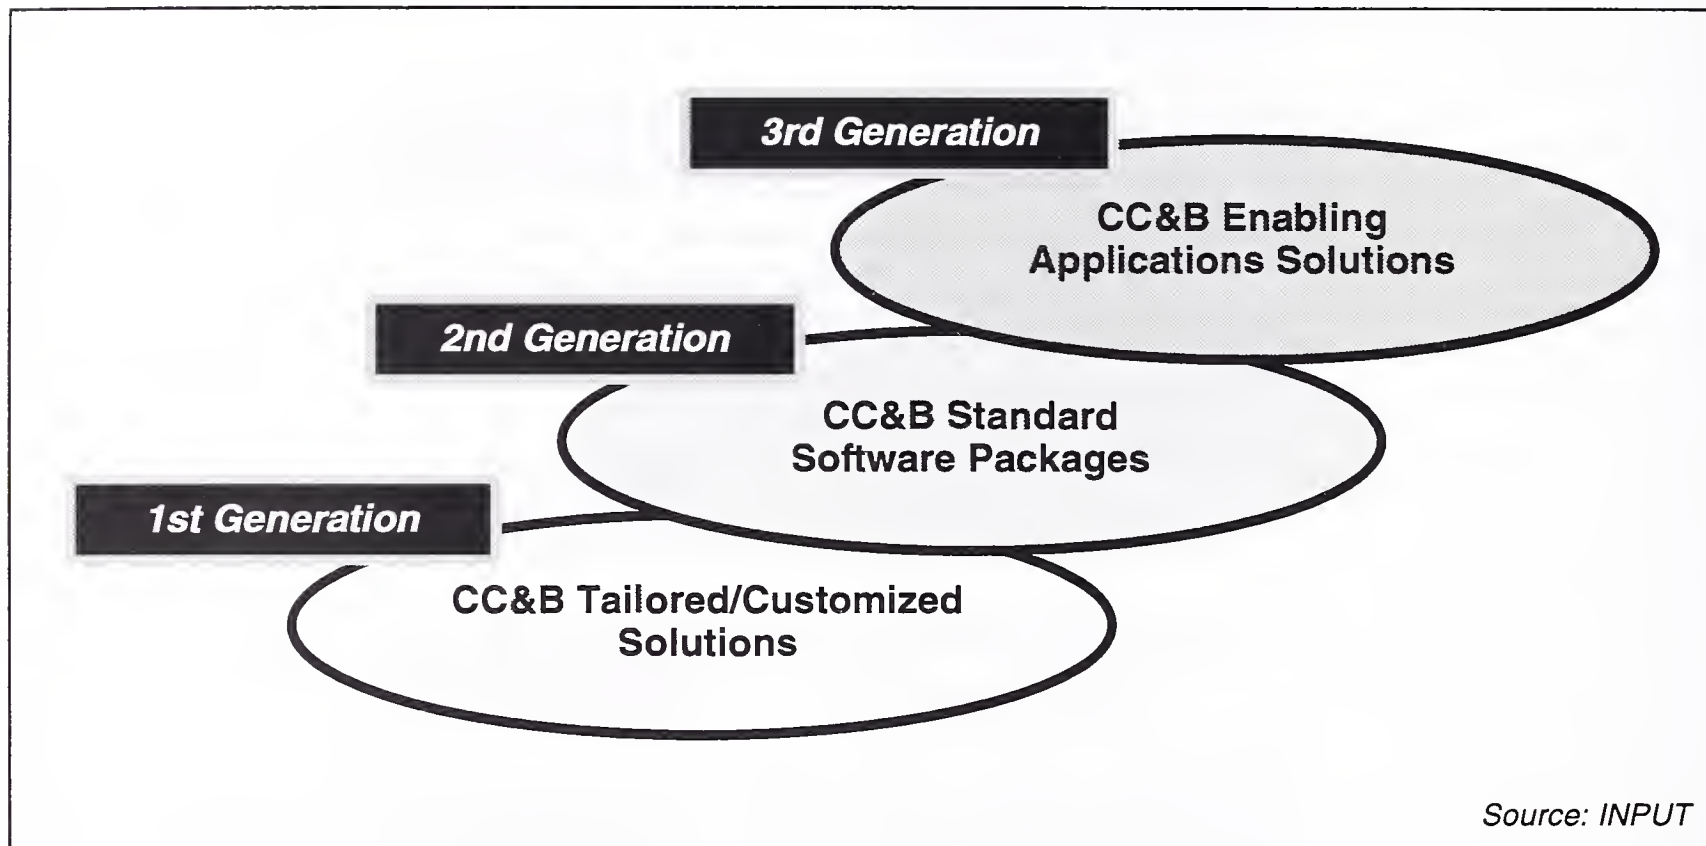 3rd Generation
CC&B Enabling
Applications Solutions
2nd Generation
CC&B Standard
Software Packages
1st Generation
CC&B Tailored/Customized
Solutions
Source: INPUT